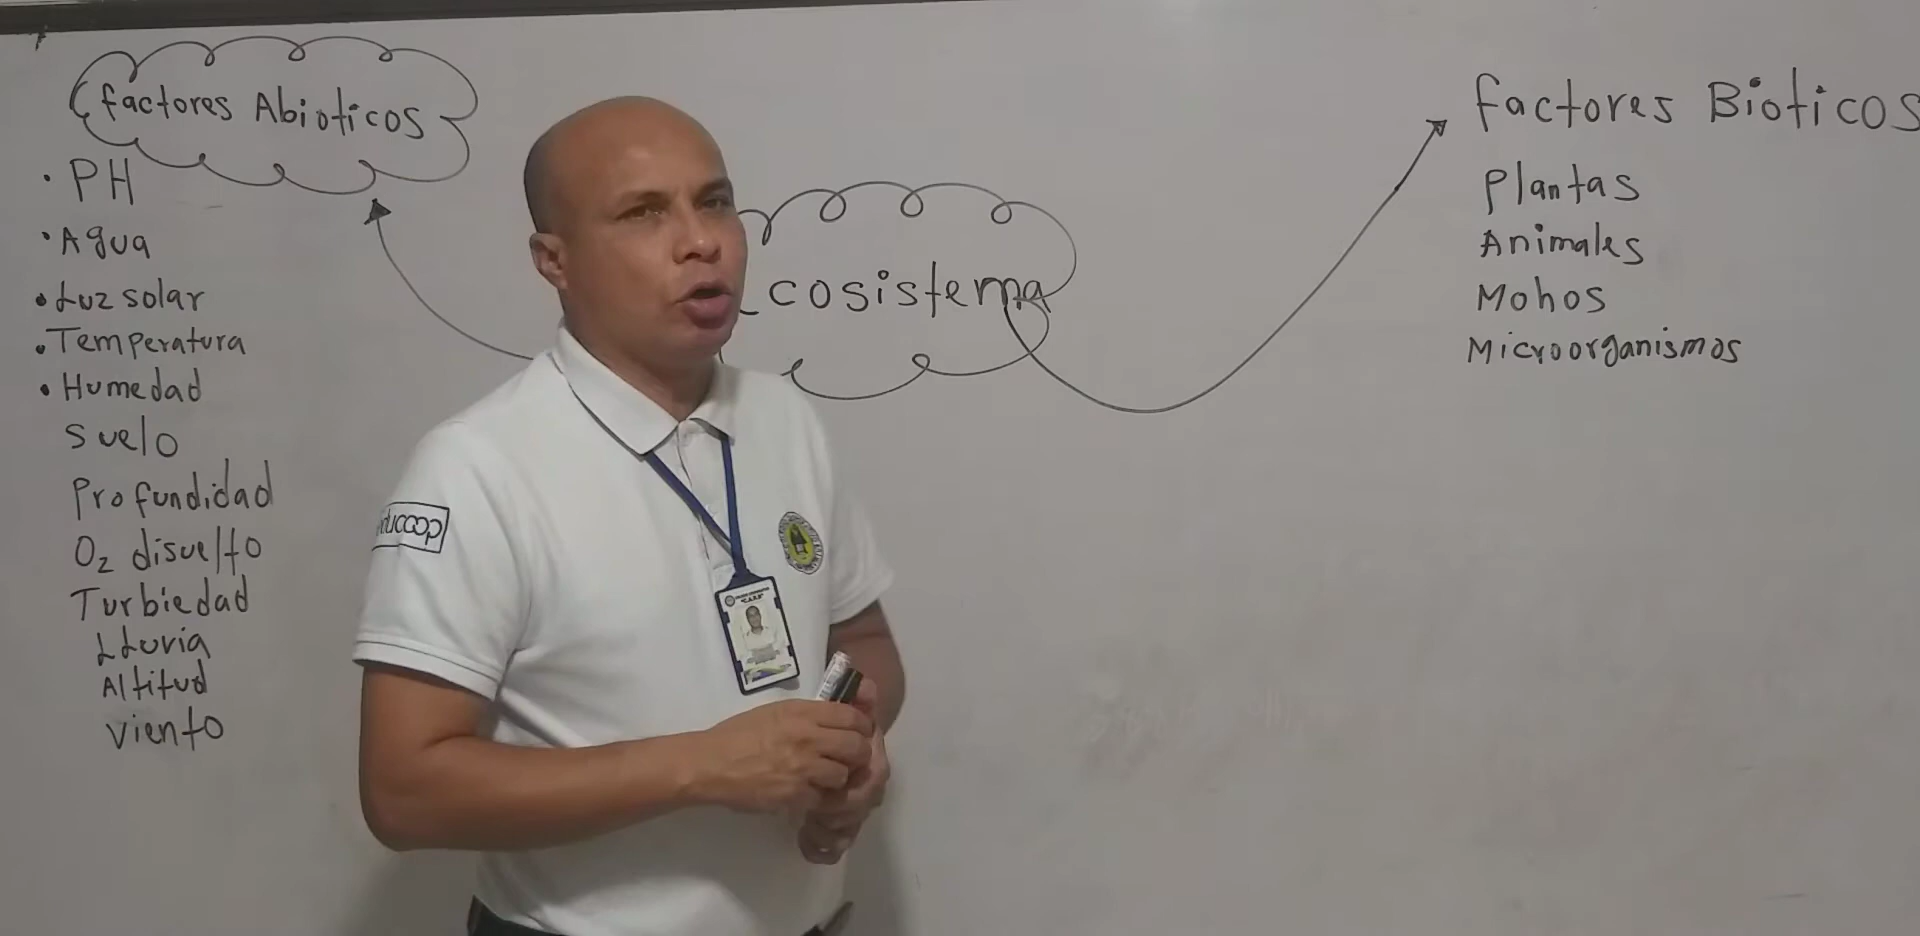 factores Abioticos
• PH
• Agua
• Luz solar
• Temperatura
• Humedad
Suelo
Profundidad
O₂ disuelto
Turbiedad
LLuvia
Altitud
Viento
cosistema
factores Bioticos
Plantas
Animales
Mohos
Microorganismos
ducoop